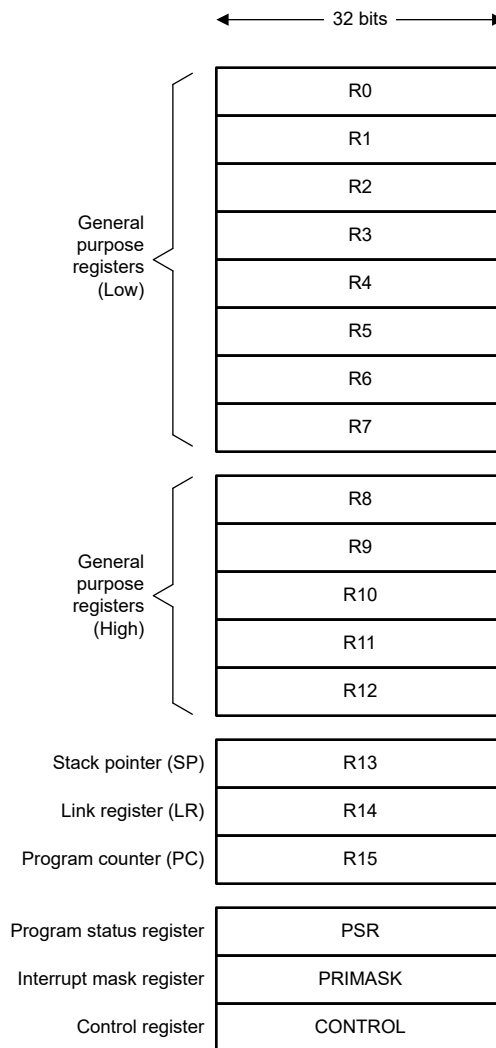 32 bits
R0
R1
R2
R3
R4
R5
R6
R7
General
purpose
registers
(Low)
R8
R9
R10
R11
R12
General
purpose
registers
(High)
Stack pointer (SP) R13
Link register (LR) R14
Program counter (PC) R15
Program status register PSR
Interrupt mask register PRIMASK
Control register CONTROL